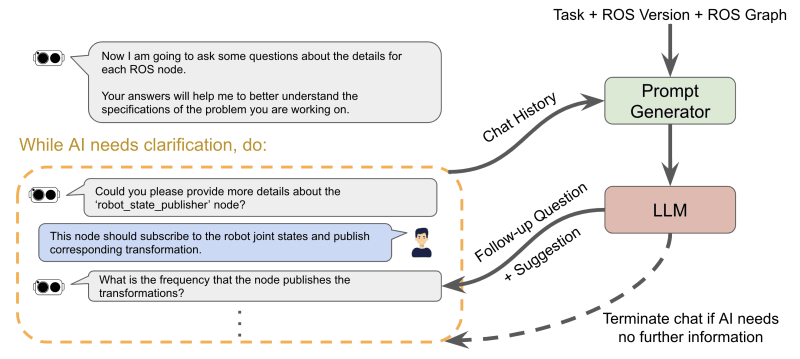 Task + ROS Version + ROS Graph
Now I am going to ask some questions about the details for
each ROS node.
Your answers will help me to better understand the
specifications of the problem you are working on.
Prompt
Generator
Chat History
While AI needs clarification, do:
Could you please provide more details about the
‘robot_state_publisher’ node?
This node should subscribe to the robot joint states and publish
corresponding transformation.
What is the frequency that the node publishes the
transformations?
LLM
Follow-up Question
+ Suggestion
Terminate chat if AI needs
no further information